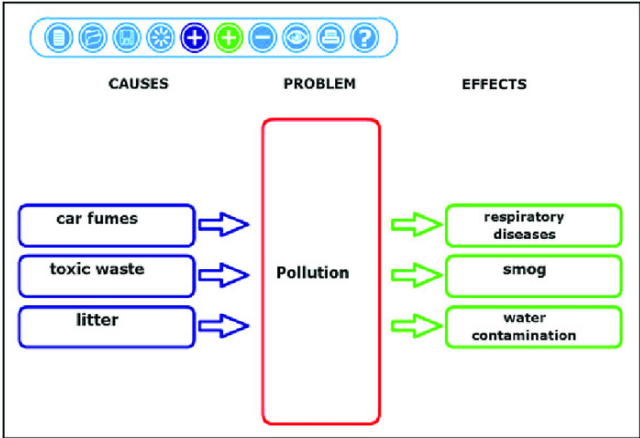 CAUSES PROBLEM EFFECTS
car fumes
toxic waste
litter
Pollution
respiratory
diseases
smog
water
contamination